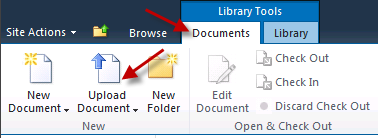 Library Tools
Site Actions Browse Documents Library
New Document
Upload Document
New Folder
Edit Document
Check Out
Check In
Discard Check Out
New
Open & Check Out